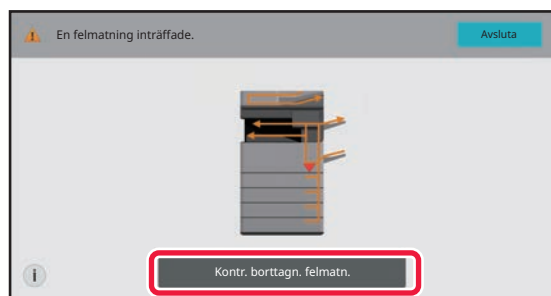 En felmatning inträffade.
Avsluta
Kontr. borttagn. felmatn.
i